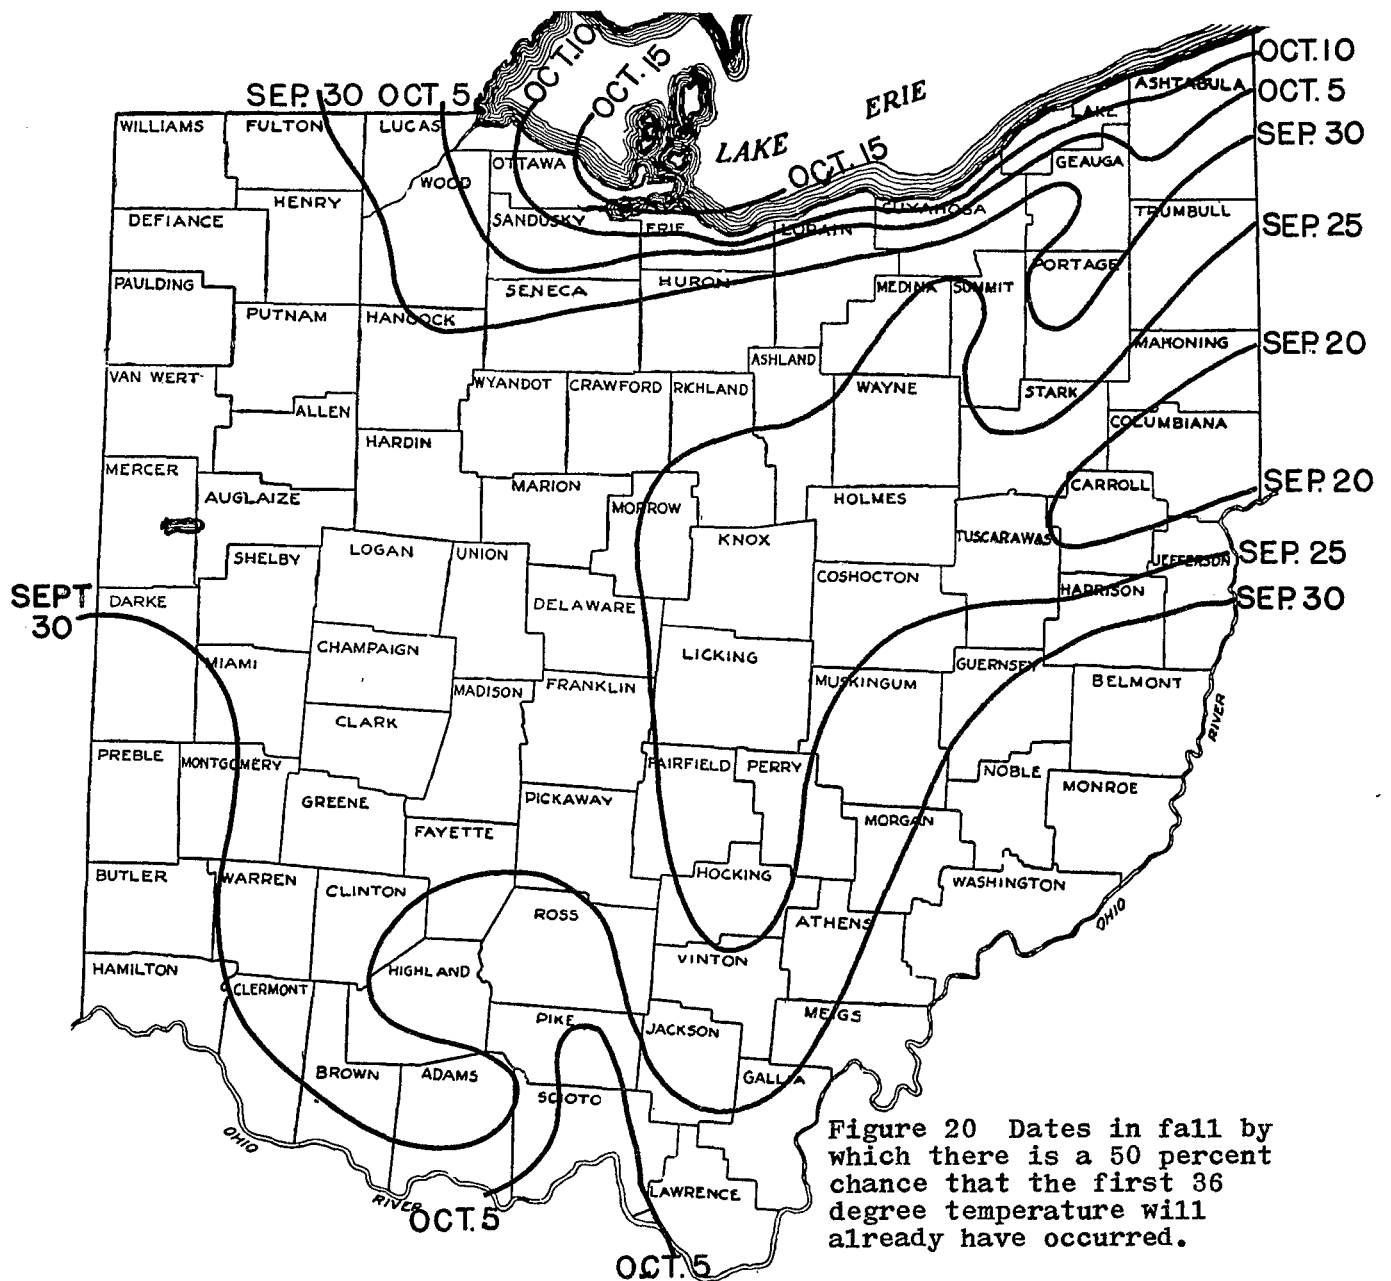 OCT.10
OCT. 15
OCT.10
SEP. 30 OCT. 5
ERIE
LAKE
OCT. 15
ASHTABULA
OCT. 5
WILLIAMS
FULTON
LUCAS
LAKE
SEP. 30
OTTAWA
GEAUGA
WOOD
HENRY
DEFIANCE
SANDUSKY
ERIE
LORAIN
CUYAHOGA
TRUMBULL
SEP. 25
PAULDING
SENECA
HURON
MEDINA
SUMMIT
PORTAGE
PUTNAM
HANCOCK
MAHONING
SEP. 20
ASHLAND
VAN WERT
WYANDOT
CRAWFORD
RICHLAND
WAYNE
STARK
ALLEN
COLUMBIANA
HARDIN
MERCER
AUGLAIZE
MARION
MORROW
HOLMES
CARROLL
SEP. 20
KNOX
TUSCARAWAS
LOGAN
UNION
SHELBY
JEFFERSON
SEP. 25
COSHOCTON
HARRISON
SEPT
30
DARKE
DELAWARE
SEP. 30
CHAMPAIGN
LICKING
MIAMI
GUERNSEY
MADISON
FRANKLIN
MUSKINGUM
BELMONT
CLARK
RIVER
PREBLE
MONTGOMERY
FAIRFIELD
PERRY
NOBLE
MONROE
GREENE
PICKAWAY
FAYETTE
MORGAN
BUTLER
WARREN
CLINTON
HOCKING
WASHINGTON
ROSS
ATHENS
OHIO
HAMILTON
HIGHLAND
VINTON
CLERMONT
PIKE
JACKSON
MEIGS
BROWN
ADAMS
GALLIA
SCIOTO
OHIO
LAWRENCE
RIVER
OCT. 5
OCT. 5
Figure 20 Dates in fall by
which there is a 50 percent
chance that the first 36
degree temperature will
already have occurred.